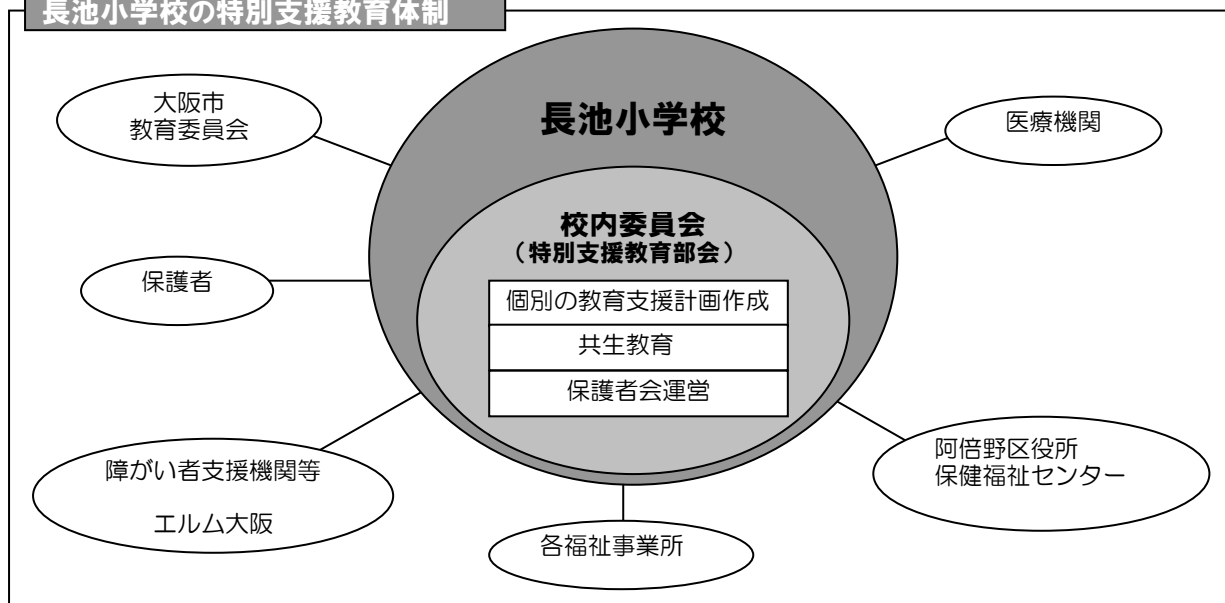 長池小学校の特別支援教育体制
大阪市
教育委員会
長池小学校
医療機関
校内委員会
（特別支援教育部会）
保護者
個別の教育支援計画作成
共生教育
保護者会運営
障がい者支援機関等
エルム大阪
阿倍野区役所
保健福祉センター
各福祉事業所